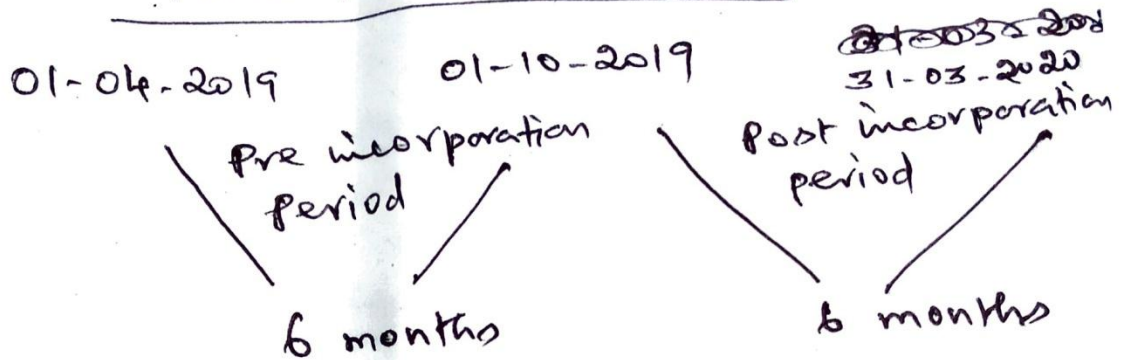 01-04-2019 01-10-2019 31-03-2020
Pre incorporation period Post incorporation period
6 months 6 months